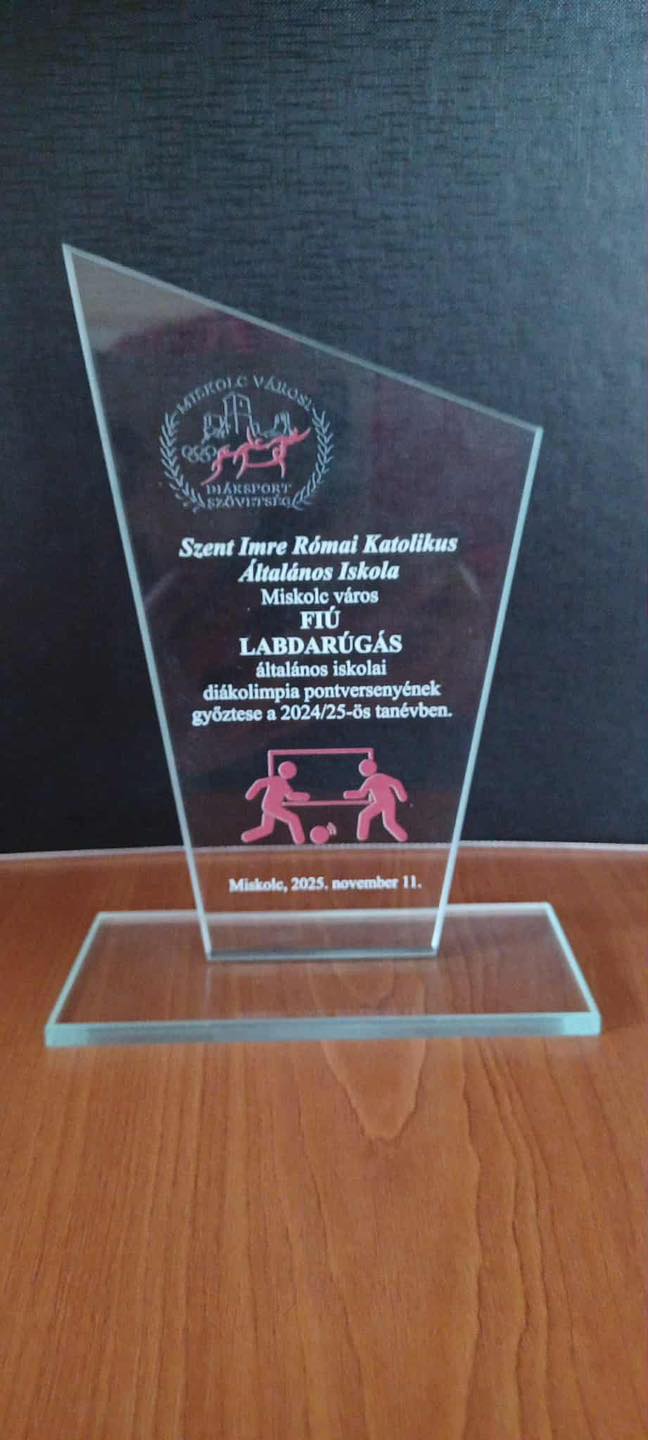 MISKOLC VÁROSI
DIÁKSPORT
SZÖVETSÉG
Szent Imre Római Katolikus
Általános Iskola
Miskolc város
FIÚ
LABDARÚGÁS
általános iskolai
diákolimpia pontversenyének
győztese a 2024/25-ös tanévben.
Miskolc, 2025. november 11.